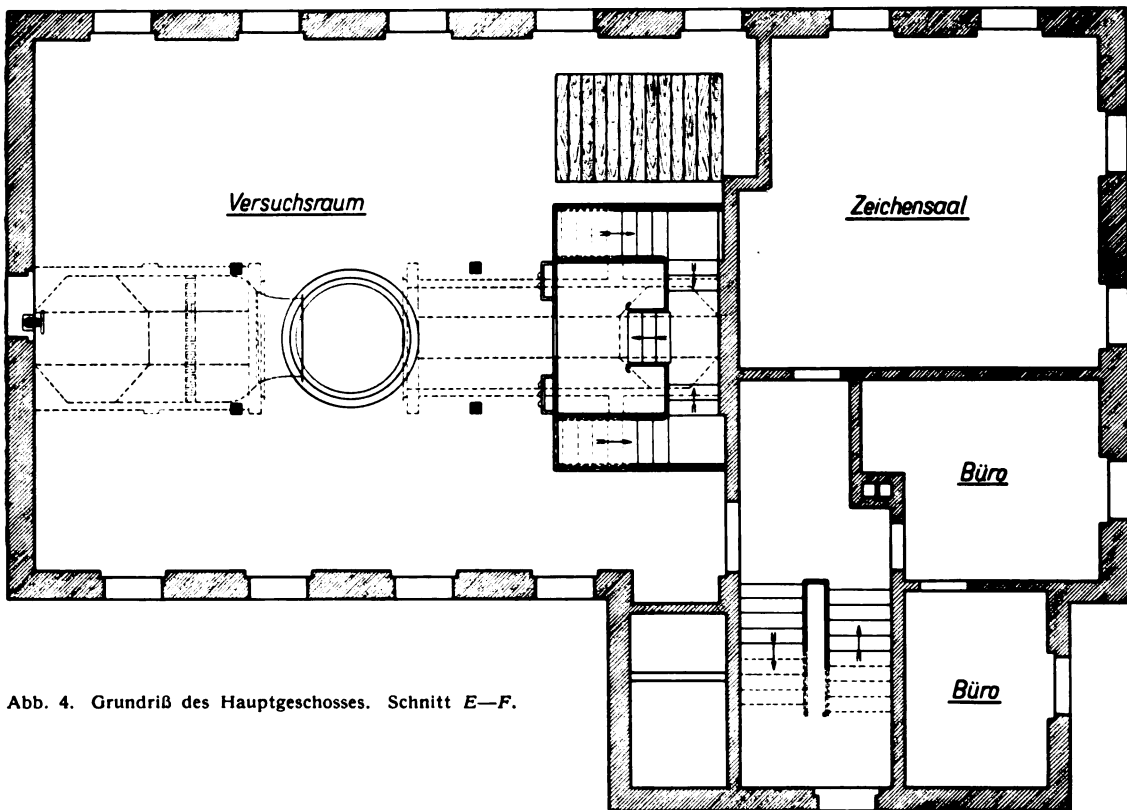 Versuchsraum
Zeichensaal
Büro
Büro
Abb. 4. Grundriß des Hauptgeschosses. Schnitt E—F.